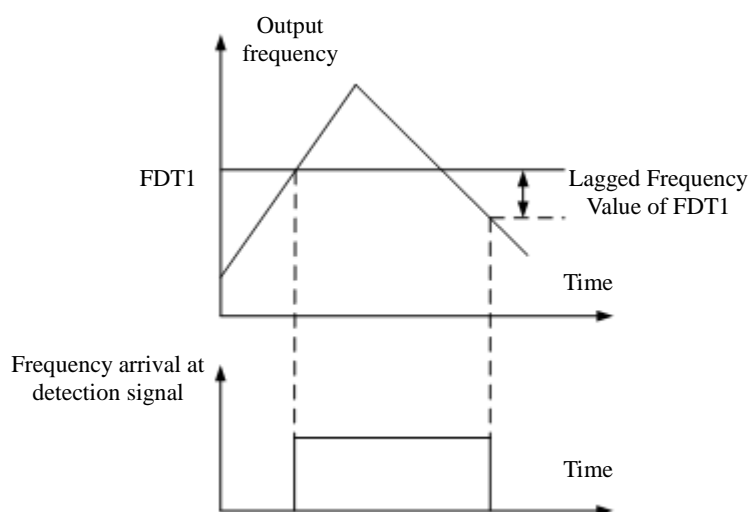 Output
frequency
FDT1
Lagged Frequency
Value of FDT1
Time
Frequency arrival at
detection signal
Time